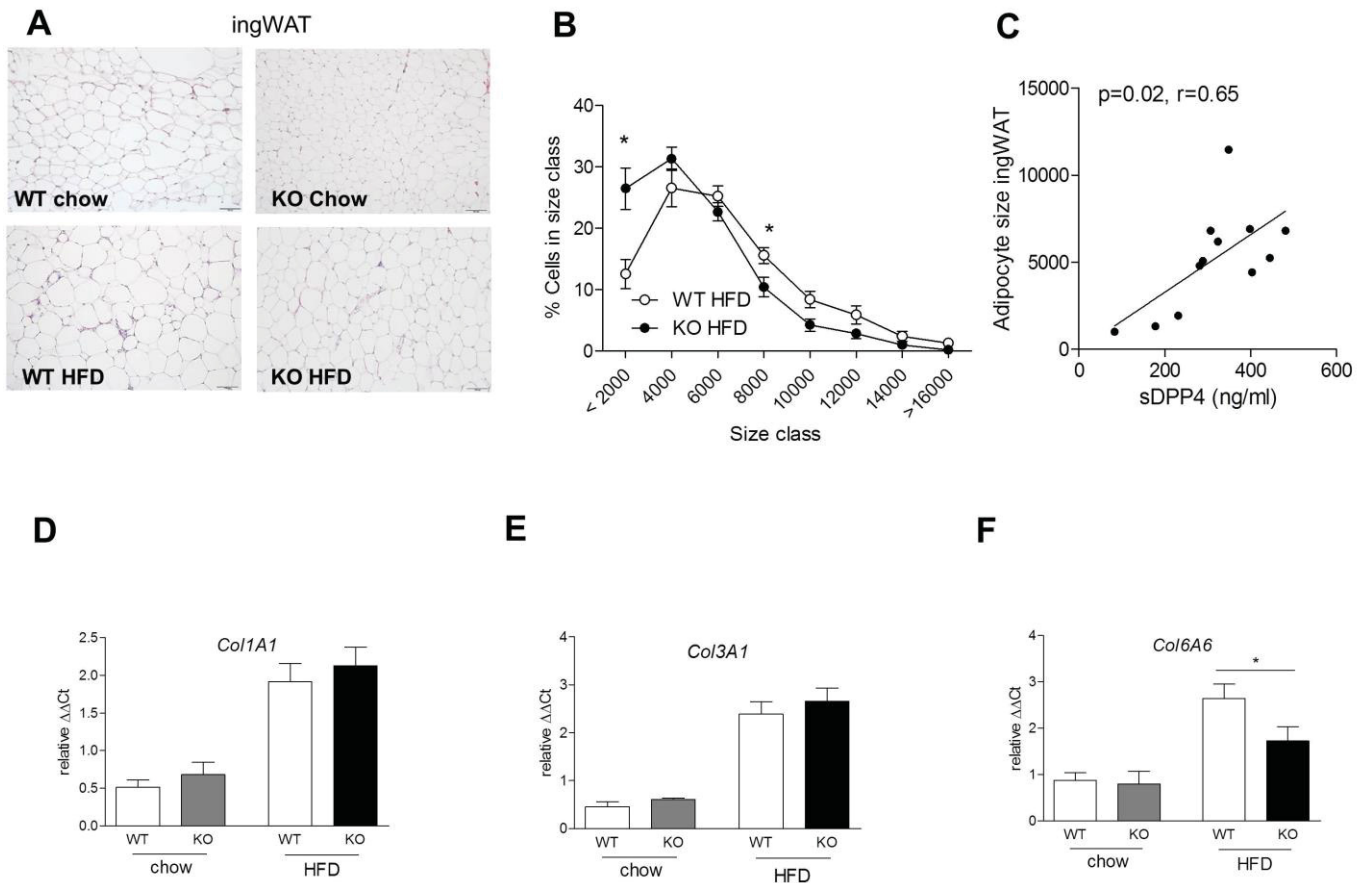 A
ingWAT
WT chow
KO Chow
WT HFD
KO HFD
B
% Cells in size class
40
30
20
10
0
*
*
WT HFD
KO HFD
< 2000
4000
6000
8000
10000
12000
14000
>16000
Size class
C
Adipocyte size ingWAT
15000
10000
5000
0
p=0.02, r=0.65
0
200
400
600
sDPP4 (ng/ml)
D
Col1A1
relative ΔΔCt
2.5
2.0
1.5
1.0
0.5
0.0
WT
KO
WT
KO
chow
HFD
E
Col3A1
relative ΔΔCt
4
3
2
1
0
WT
KO
WT
KO
chow
HFD
F
Col6A6
relative ΔΔCt
4
3
2
1
0
*
WT
KO
WT
KO
chow
HFD